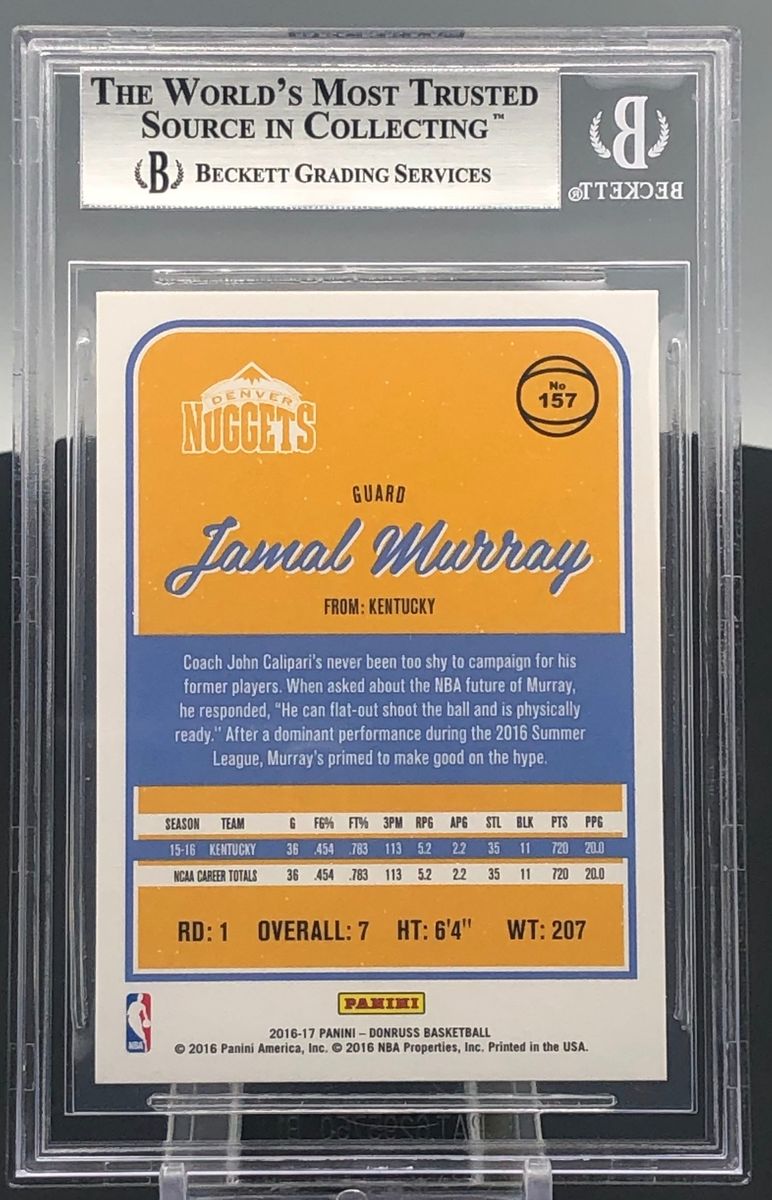 THE WORLD'S MOST TRUSTED
SOURCE IN COLLECTING™
B BECKETT GRADING SERVICES
B
BECKETT®
DENVER
NUGGETS
No
157
GUARD
Jamal Murray
FROM: KENTUCKY
Coach John Calipari's never been too shy to campaign for his
former players. When asked about the NBA future of Murray,
he responded, "He can flat-out shoot the ball and is physically
ready." After a dominant performance during the 2016 Summer
League, Murray's primed to make good on the hype.
SEASON TEAM G FG% FT% 3PM RPG APG STL BLK PTS PPG
15-16 KENTUCKY 36 .454 .783 113 5.2 2.2 35 11 720 20.0
NCAA CAREER TOTALS 36 .454 .783 113 5.2 2.2 35 11 720 20.0
RD: 1 OVERALL: 7 HT: 6'4" WT: 207
PANINI
NBA
2016-17 PANINI – DONRUSS BASKETBALL
© 2016 Panini America, Inc. © 2016 NBA Properties, Inc. Printed in the USA.